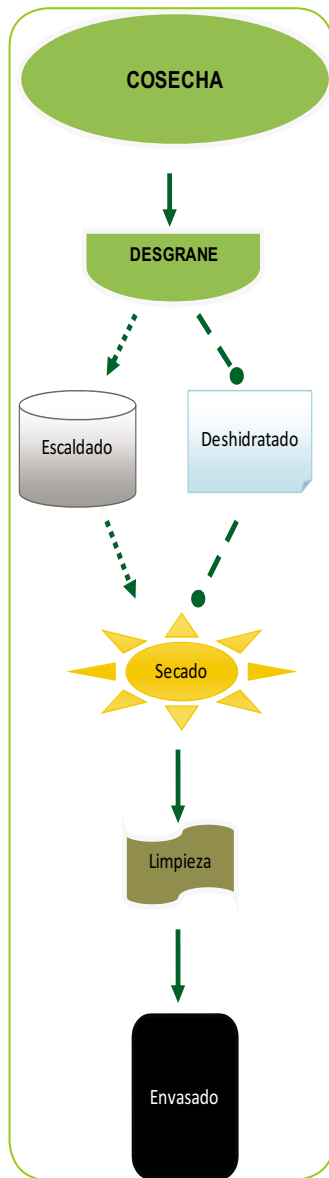 COSECHA
DESGRANE
Escaldado
Deshidratado
Secado
Limpieza
Envasado